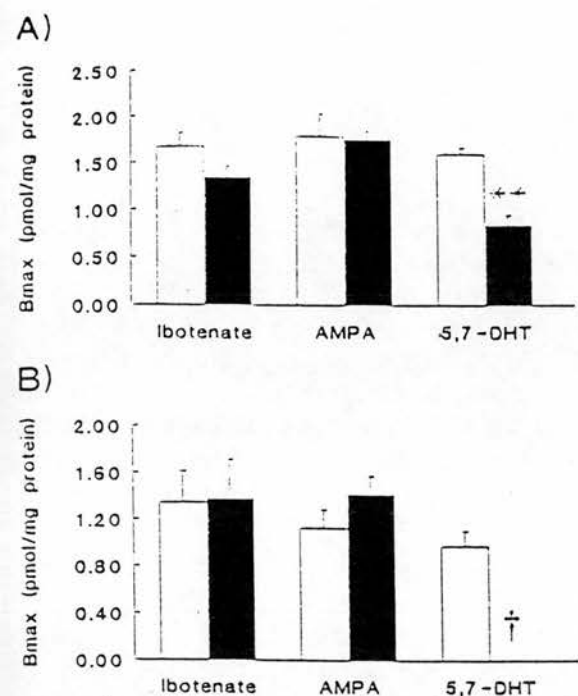 A)
Bmax (pmol/mg protein)
2.50
2.00
1.50
1.00
0.50
0.00
Ibotenate AMPA 5,7-DHT
**
B)
Bmax (pmol/mg protein)
2.00
1.60
1.20
0.80
0.40
0.00
Ibotenate AMPA 5,7-DHT
‡